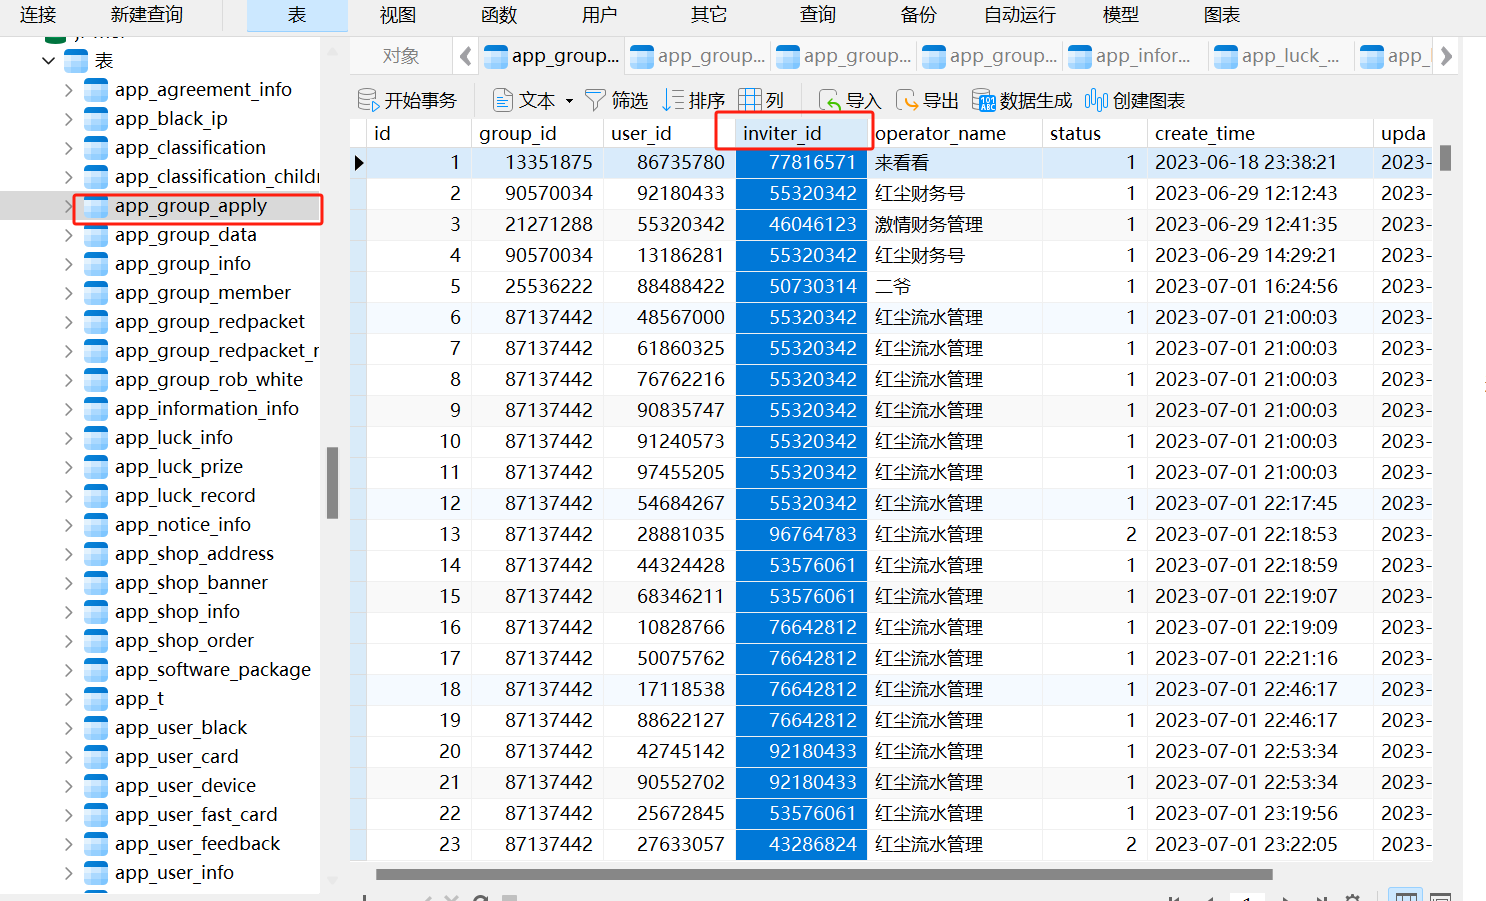 连接 新建查询 表 视图 函数 用户 其它 查询 备份 自动运行 模型 图表
表
app_agreement_info
app_black_ip
app_classification
app_classification_childr
app_group_apply
app_group_data
app_group_info
app_group_member
app_group_redpacket
app_group_redpacket_r
app_group_rob_white
app_information_info
app_luck_info
app_luck_prize
app_luck_record
app_notice_info
app_shop_address
app_shop_banner
app_shop_info
app_shop_order
app_software_package
app_t
app_user_black
app_user_card
app_user_device
app_user_fast_card
app_user_feedback
app_user_info
对象 app_group... app_group... app_group... app_group... app_infor... app_luck_... app_l
开始事务 文本 筛选 排序 列 导入 导出 数据生成 创建图表
id group_id user_id inviter_id operator_name status create_time upda
1 13351875 86735780 77816571 来看看 1 2023-06-18 23:38:21 2023-
2 90570034 92180433 55320342 红尘财务号 1 2023-06-29 12:12:43 2023-
3 21271288 55320342 46046123 激情财务管理 1 2023-06-29 12:41:35 2023-
4 90570034 13186281 55320342 红尘财务号 1 2023-06-29 14:29:21 2023-
5 25536222 88488422 50730314 二爷 1 2023-07-01 16:24:56 2023-
6 87137442 48567000 55320342 红尘流水管理 1 2023-07-01 21:00:03 2023-
7 87137442 61860325 55320342 红尘流水管理 1 2023-07-01 21:00:03 2023-
8 87137442 76762216 55320342 红尘流水管理 1 2023-07-01 21:00:03 2023-
9 87137442 90835747 55320342 红尘流水管理 1 2023-07-01 21:00:03 2023-
10 87137442 91240573 55320342 红尘流水管理 1 2023-07-01 21:00:03 2023-
11 87137442 97455205 55320342 红尘流水管理 1 2023-07-01 21:00:03 2023-
12 87137442 54684267 55320342 红尘流水管理 1 2023-07-01 22:17:45 2023-
13 87137442 28881035 96764783 红尘流水管理 2 2023-07-01 22:18:53 2023-
14 87137442 44324428 53576061 红尘流水管理 1 2023-07-01 22:18:59 2023-
15 87137442 68346211 53576061 红尘流水管理 1 2023-07-01 22:19:07 2023-
16 87137442 10828766 76642812 红尘流水管理 1 2023-07-01 22:19:09 2023-
17 87137442 50075762 76642812 红尘流水管理 1 2023-07-01 22:21:16 2023-
18 87137442 17118538 76642812 红尘流水管理 1 2023-07-01 22:46:17 2023-
19 87137442 88622127 76642812 红尘流水管理 1 2023-07-01 22:46:17 2023-
20 87137442 42745142 92180433 红尘流水管理 1 2023-07-01 22:53:34 2023-
21 87137442 90552702 92180433 红尘流水管理 1 2023-07-01 22:53:34 2023-
22 87137442 25672845 53576061 红尘流水管理 1 2023-07-01 23:19:56 2023-
23 87137442 27633057 43286824 红尘流水管理 2 2023-07-01 23:22:05 2023-